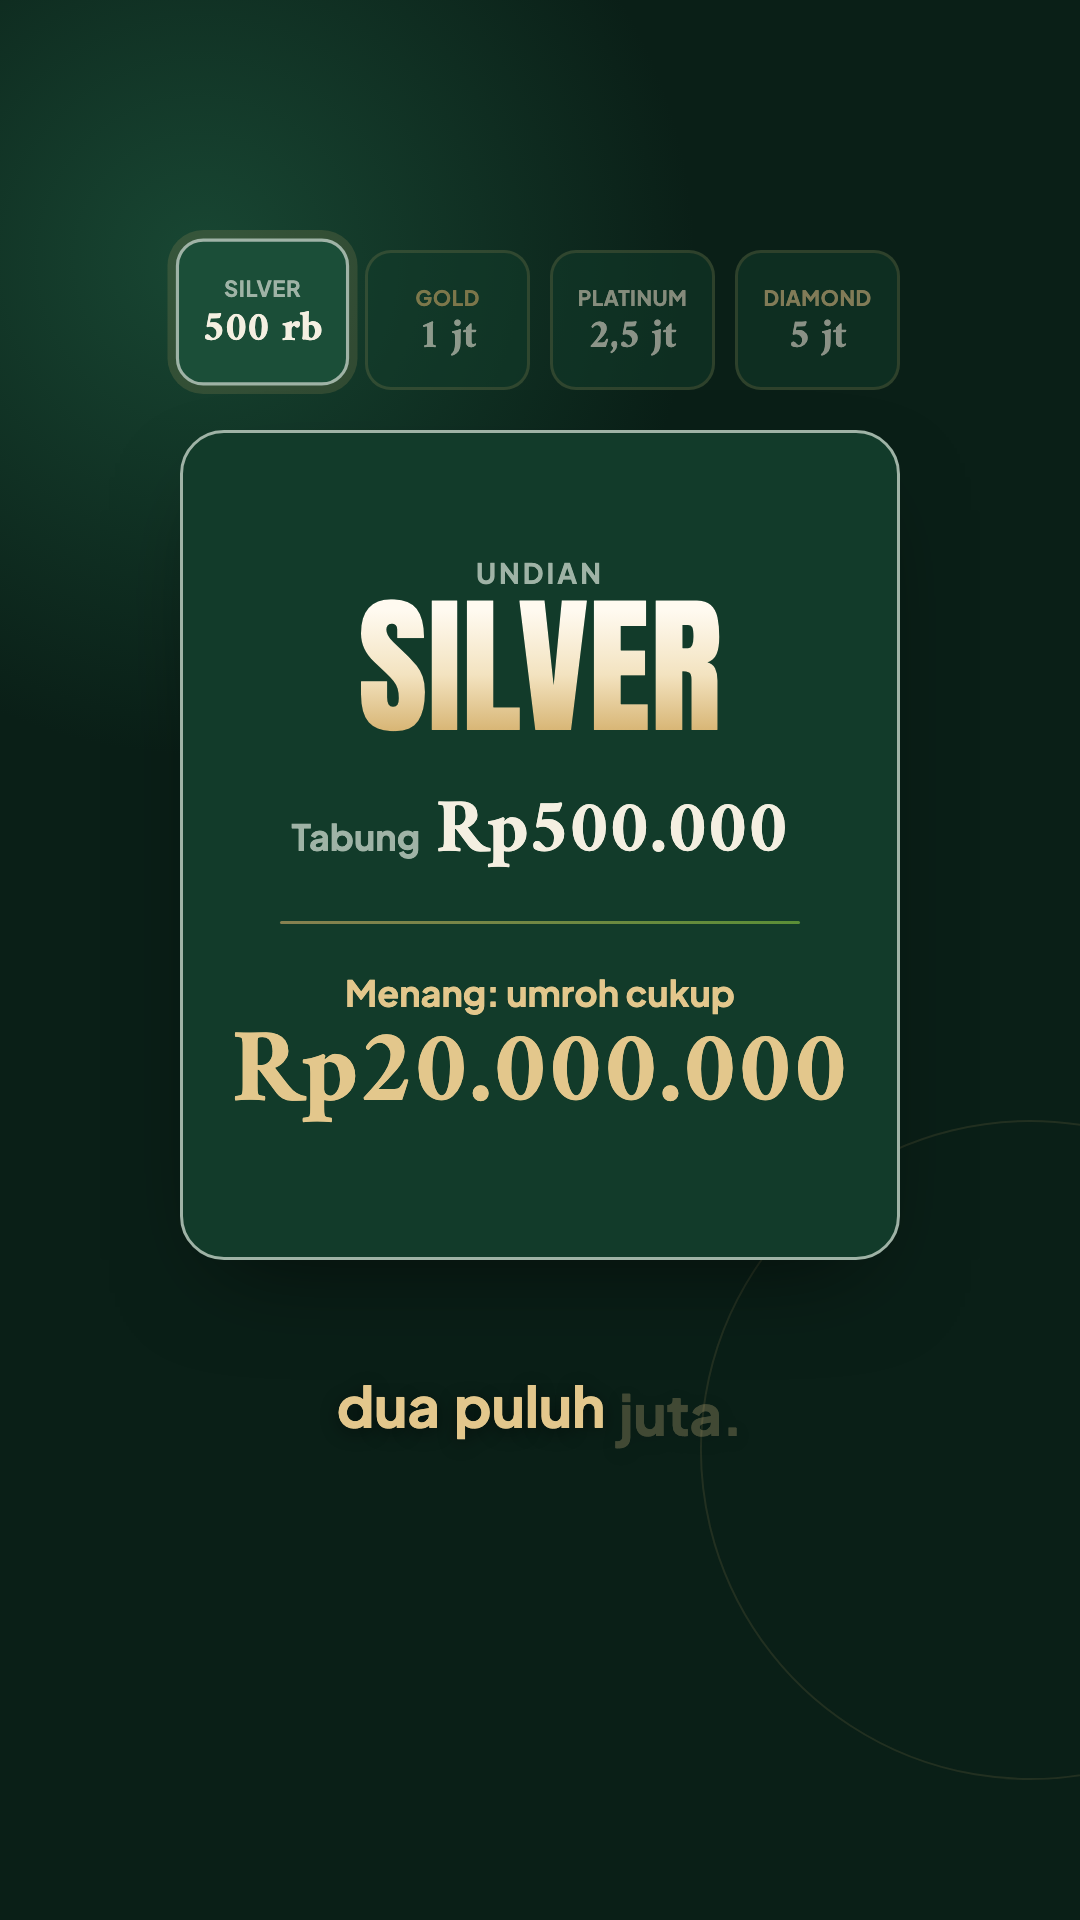 SILVER
500 rb
GOLD
1 jt
PLATINUM
2,5 jt
DIAMOND
5 jt
UNDIAN
SILVER
Tabung Rp500.000
Menang: umroh cukup
Rp20.000.000
dua puluh juta.